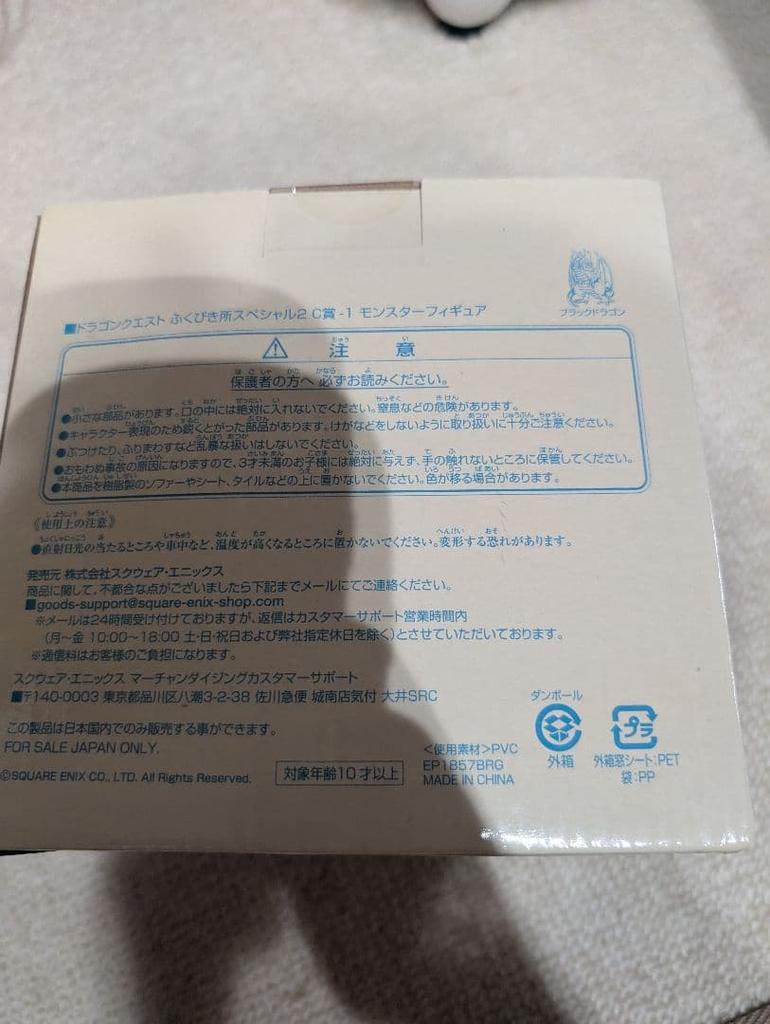 ブラックドラゴン
■ドラゴンクエスト ふくびき所スペシャル2 C賞-1 モンスターフィギュア
⚠ 注意
保護者の方へ 必ずお読みください。
●小さな部品があります。口の中には絶対に入れないでください。窒息などの危険があります。
●キャラクター表現のため鋭くとがった部品があります。けがなどをしないように取り扱いに十分ご注意ください。
●ぶつけたり、ふりまわすなど乱暴な扱いはしないでください。
●おもわぬ事故の原因になりますので、3才未満のお子様には絶対に与えず、手の触れないところに保管してください。
●本商品を樹脂製のソファーやシート、タイルなどの上に置かないでください。色が移る場合があります。
《使用上の注意》
●直射日光の当たるところや車中など、温度が高くなるところに置かないでください。変形する恐れがあります。
発売元 株式会社スクウェア・エニックス
商品に関して、不都合な点がございましたら下記までメールにてご連絡ください。
■goods-support@square-enix-shop.com
※メールは24時間受け付けておりますが、返信はカスタマーサポート営業時間内
(月～金 10:00～18:00 土・日・祝日および弊社指定休日を除く)とさせていただいております。
※通信料はお客様のご負担になります。
スクウェア・エニックス マーチャンダイジングカスタマーサポート
■〒140-0003 東京都品川区八潮3-2-38 佐川急便 城南店気付 大井SRC
この製品は日本国内でのみ販売する事ができます。
FOR SALE JAPAN ONLY.
©SQUARE ENIX CO., LTD. All Rights Reserved.
対象年齢10才以上
<使用素材>PVC
EP1857BRG
MADE IN CHINA
ダンボール
外箱
プラ
外箱窓シート:PET
袋:PP